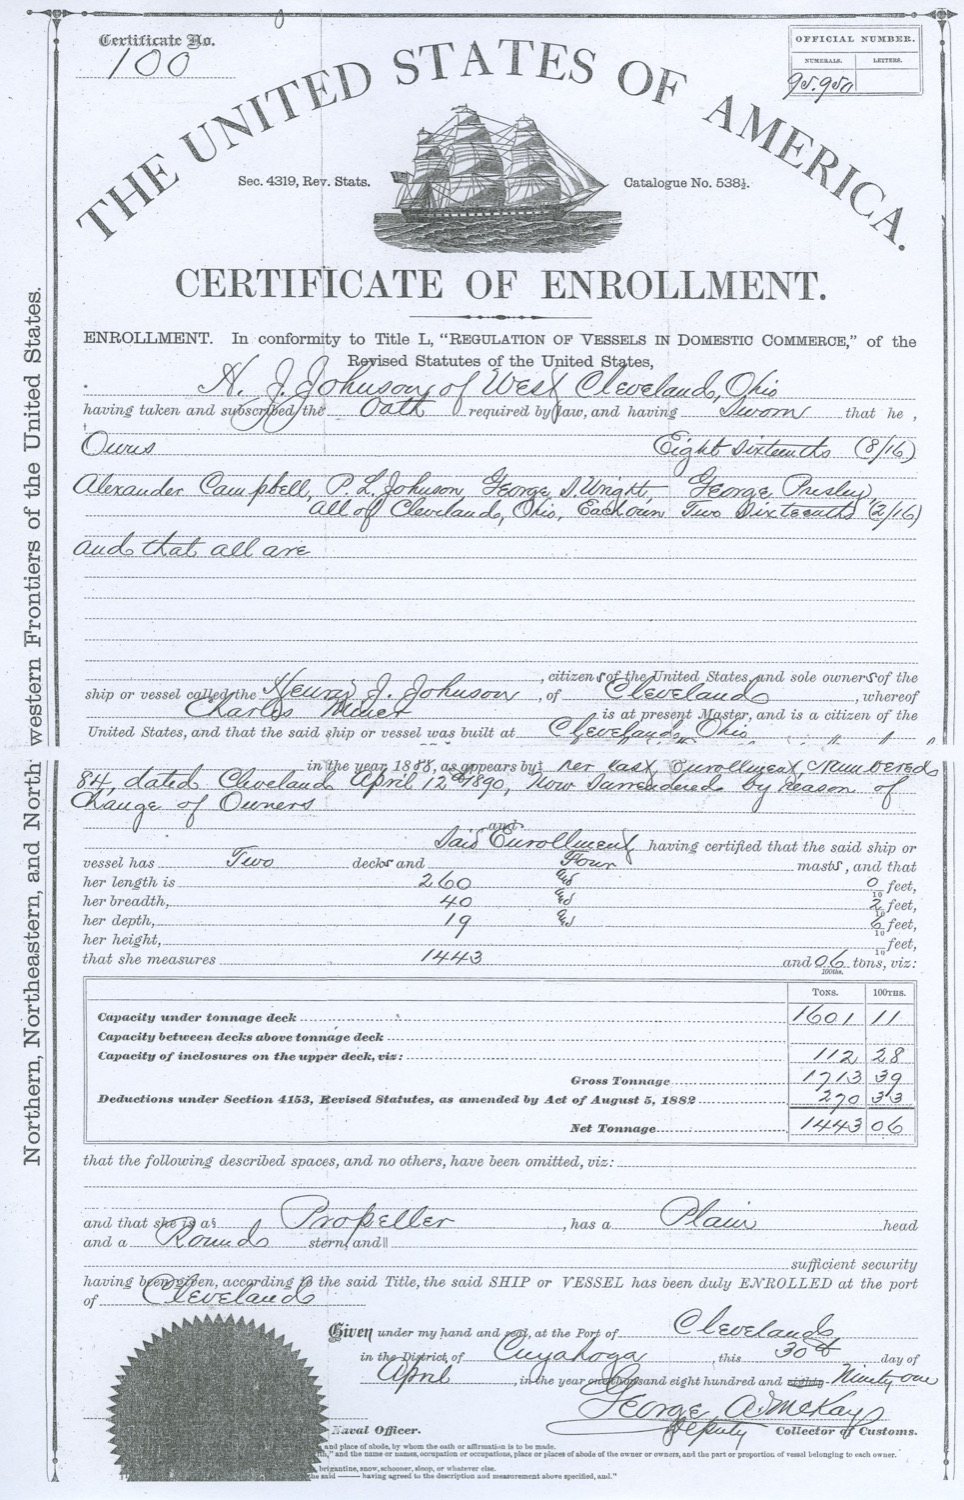 Certificate No.
100
OFFICIAL NUMBER.
NUMERALS. LETTERS.
95.950
THE UNITED STATES OF AMERICA.
Sec. 4319, Rev. Stats.
Catalogue No. 538½.
CERTIFICATE OF ENROLLMENT.
ENROLLMENT. In conformity to Title L, "REGULATION OF VESSELS IN DOMESTIC COMMERCE," of the
Revised Statutes of the United States,
H. J. Johnson of West Cleveland, Ohio
having taken and subscribed the Oath required by law, and having Sworn that he,
Owns Eight Sixteenths (8/16)
Alexander Campbell, P. L. Johnson, George S. Wright, George Presley,
all of Cleveland, Ohio, Each own Two Sixteenths (2/16)
and that all are
, citizens of the United States, and sole owners of the
ship or vessel called the Henry J. Johnson, of Cleveland, whereof
Charles Miner is at present Master, and is a citizen of the
United States, and that the said ship or vessel was built at Cleveland, Ohio
in the year 1888, as appears by her last Enrollment, Numbered
84, dated Cleveland April 12th 1890, Now Surrendered by reason of
Change of Owners
and
Said Enrollment having certified that the said ship or
vessel has Two decks and Four masts, and that
her length is 260 and 0/10 feet,
her breadth, 40 and 2/10 feet,
her depth, 19 and 6/10 feet,
her height, /10 feet,
that she measures 1443 and 06/100ths. tons, viz:
TONS. 100THS.
Capacity under tonnage deck 1601 11
Capacity between decks above tonnage deck
Capacity of inclosures on the upper deck, viz: 112 28
Gross Tonnage 1713 39
Deductions under Section 4153, Revised Statutes, as amended by Act of August 5, 1882 270 33
Net Tonnage 1443 06
that the following described spaces, and no others, have been omitted, viz:
and that she is a Propeller, has a Plain head
and a Round stern, and
sufficient security
having been given, according to the said Title, the said SHIP or VESSEL has been duly ENROLLED at the port
of Cleveland
Given under my hand and seal, at the Port of Cleveland
in the District of Cuyahoga, this 30th day of
April, in the year one thousand eight hundred and eighty Ninety one
George A. McKay
Naval Officer. Deputy Collector of Customs.
and place of abode, by whom the oath or affirmation is to be made.
" and the name or names, occupation or occupations, place or places of abode of the owner or owners, and the part or proportion of vessel belonging to each owner.
brigantine, snow, schooner, sloop, or whatever else.
he said —— having agreed to the description and measurement above specified, and."
Northern, Northeastern, and North
western Frontiers of the United States.